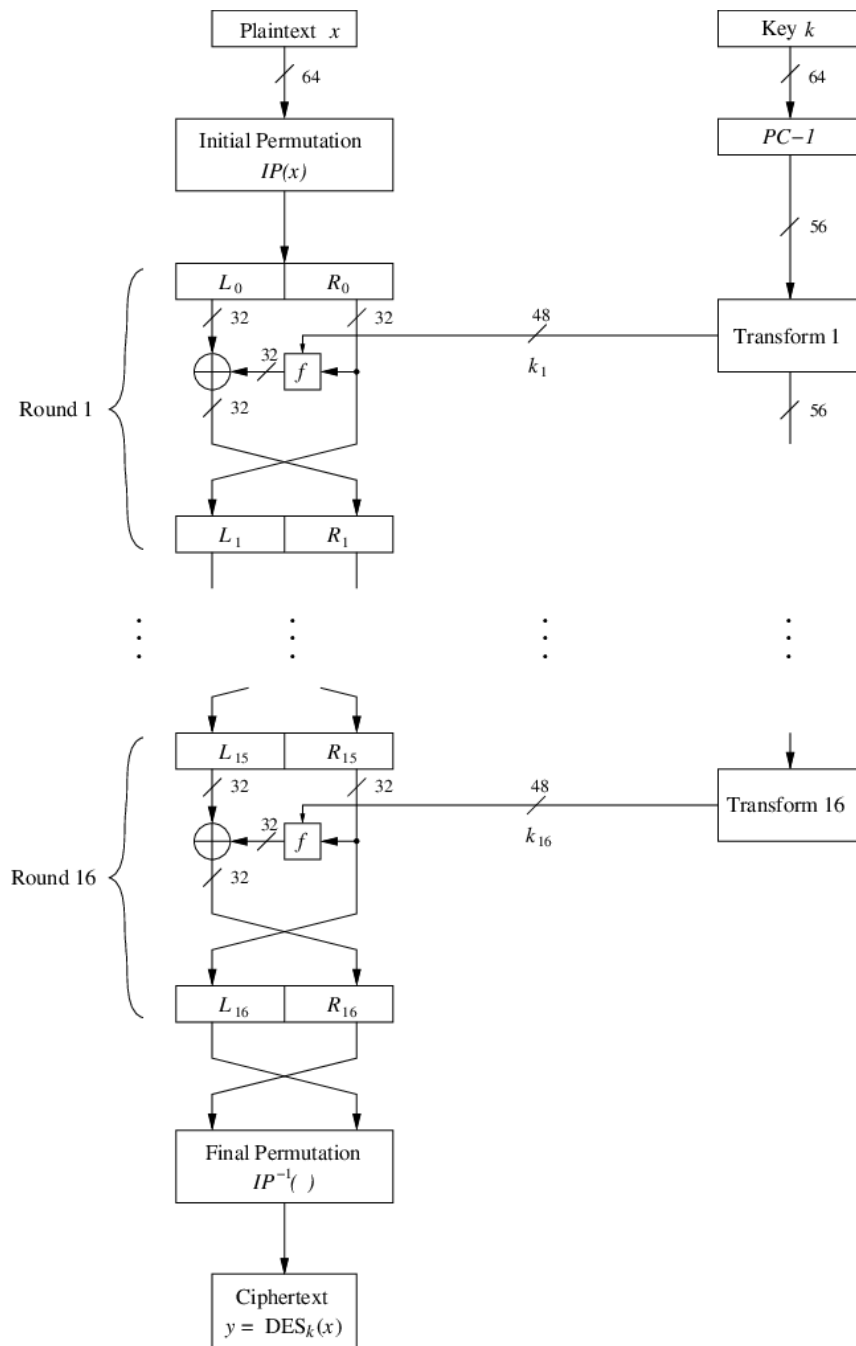 Plaintext x
Key k
64
64
Initial Permutation
IP(x)
PC−1
56
L0 R0
32 32
48
Transform 1
32
f
k1
Round 1
32
56
L1 R1
L15 R15
32 32
48
Transform 16
32
f
k16
Round 16
32
L16 R16
Final Permutation
IP−1( )
Ciphertext
y = DESk(x)